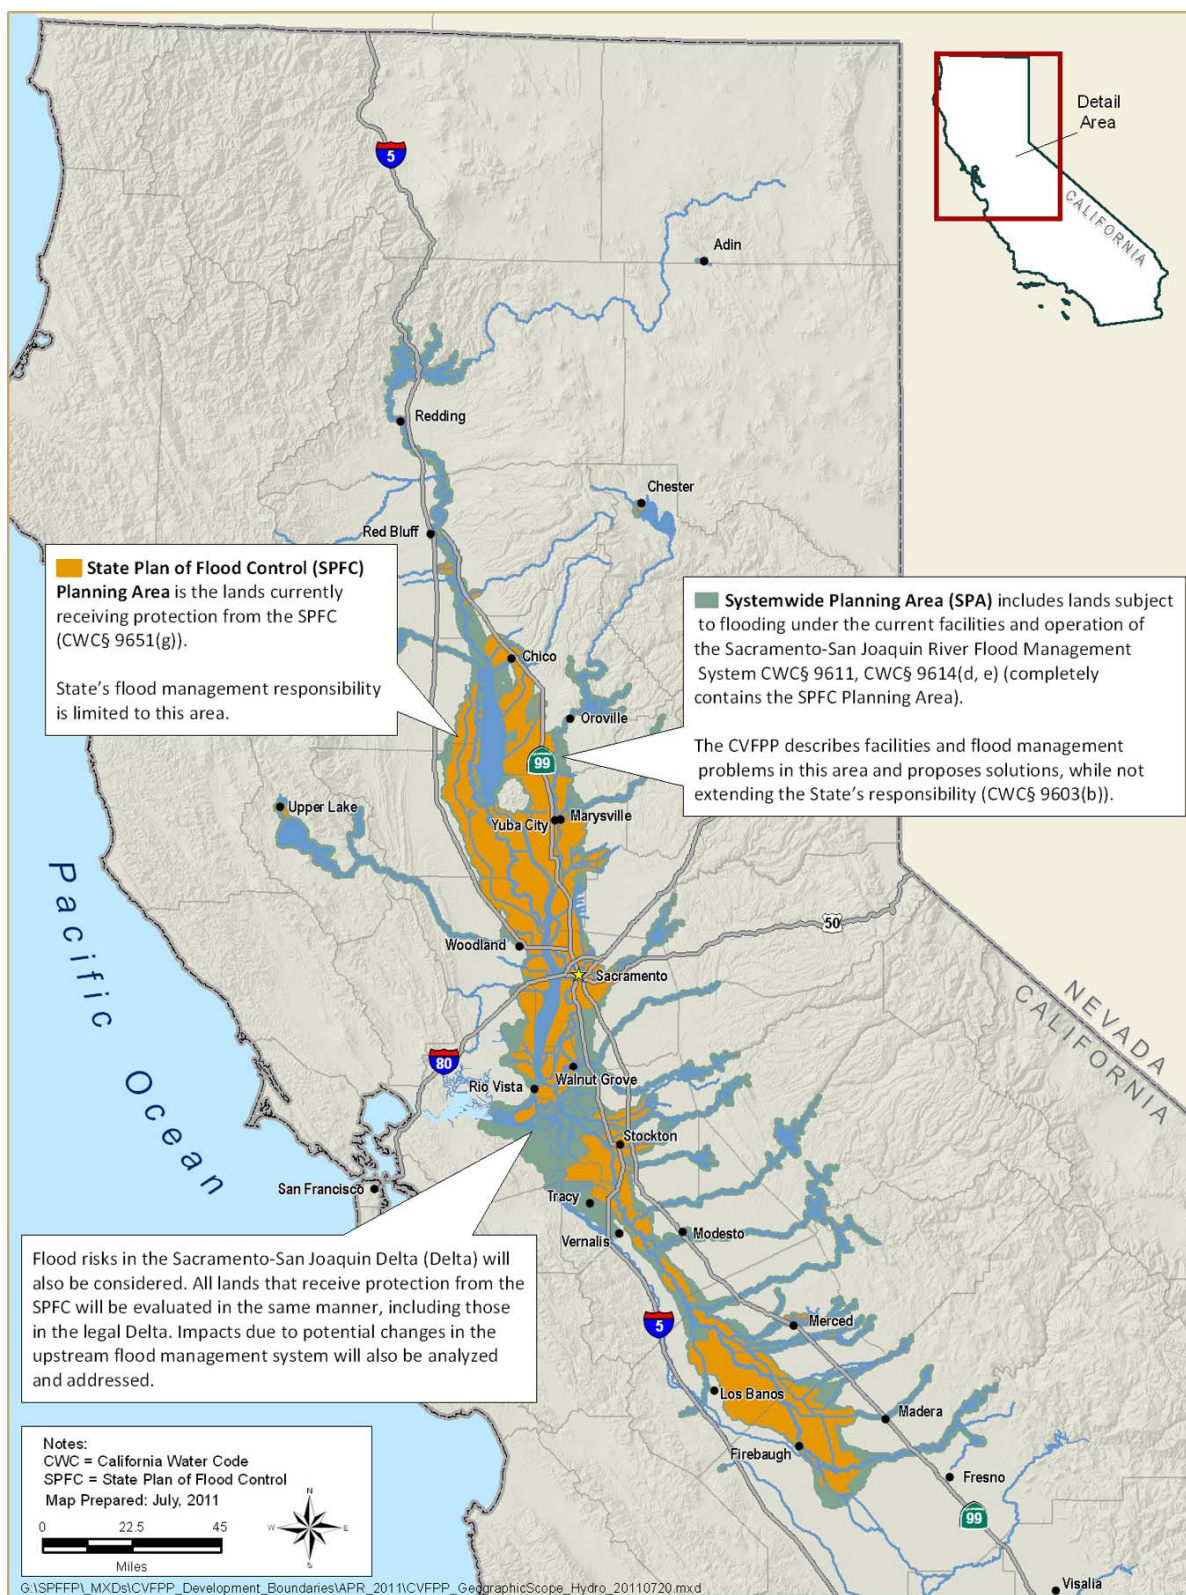 Detail
Area
CALIFORNIA
5
Adin
Redding
Chester
Red Bluff
State Plan of Flood Control (SPFC)
Planning Area is the lands currently
receiving protection from the SPFC
(CWC§ 9651(g)).
State's flood management responsibility
is limited to this area.
Systemwide Planning Area (SPA) includes lands subject
to flooding under the current facilities and operation of
the Sacramento-San Joaquin River Flood Management
System CWC§ 9611, CWC§ 9614(d, e) (completely
contains the SPFC Planning Area).
The CVFPP describes facilities and flood management
problems in this area and proposes solutions, while not
extending the State's responsibility (CWC§ 9603(b)).
Chico
Oroville
CALIFORNIA
99
Upper Lake
Yuba City
Marysville
Pacific Ocean
50
Woodland
Sacramento
NEVADA
CALIFORNIA
80
Rio Vista
Walnut Grove
Stockton
San Francisco
Tracy
Vernalis
Modesto
Flood risks in the Sacramento-San Joaquin Delta (Delta) will
also be considered. All lands that receive protection from the
SPFC will be evaluated in the same manner, including those
in the legal Delta. Impacts due to potential changes in the
upstream flood management system will also be analyzed
and addressed.
5
Merced
Los Banos
Madera
Firebaugh
Fresno
99
Visalia
Notes:
CWC = California Water Code
SPFC = State Plan of Flood Control
Map Prepared: July, 2011
N
W E
S
0 22.5 45
Miles
G:\SPFFP\_MXDs\CVFPP_Development_Boundaries\APR_2011\CVFPP_GeographicScope_Hydro_20110720.mxd